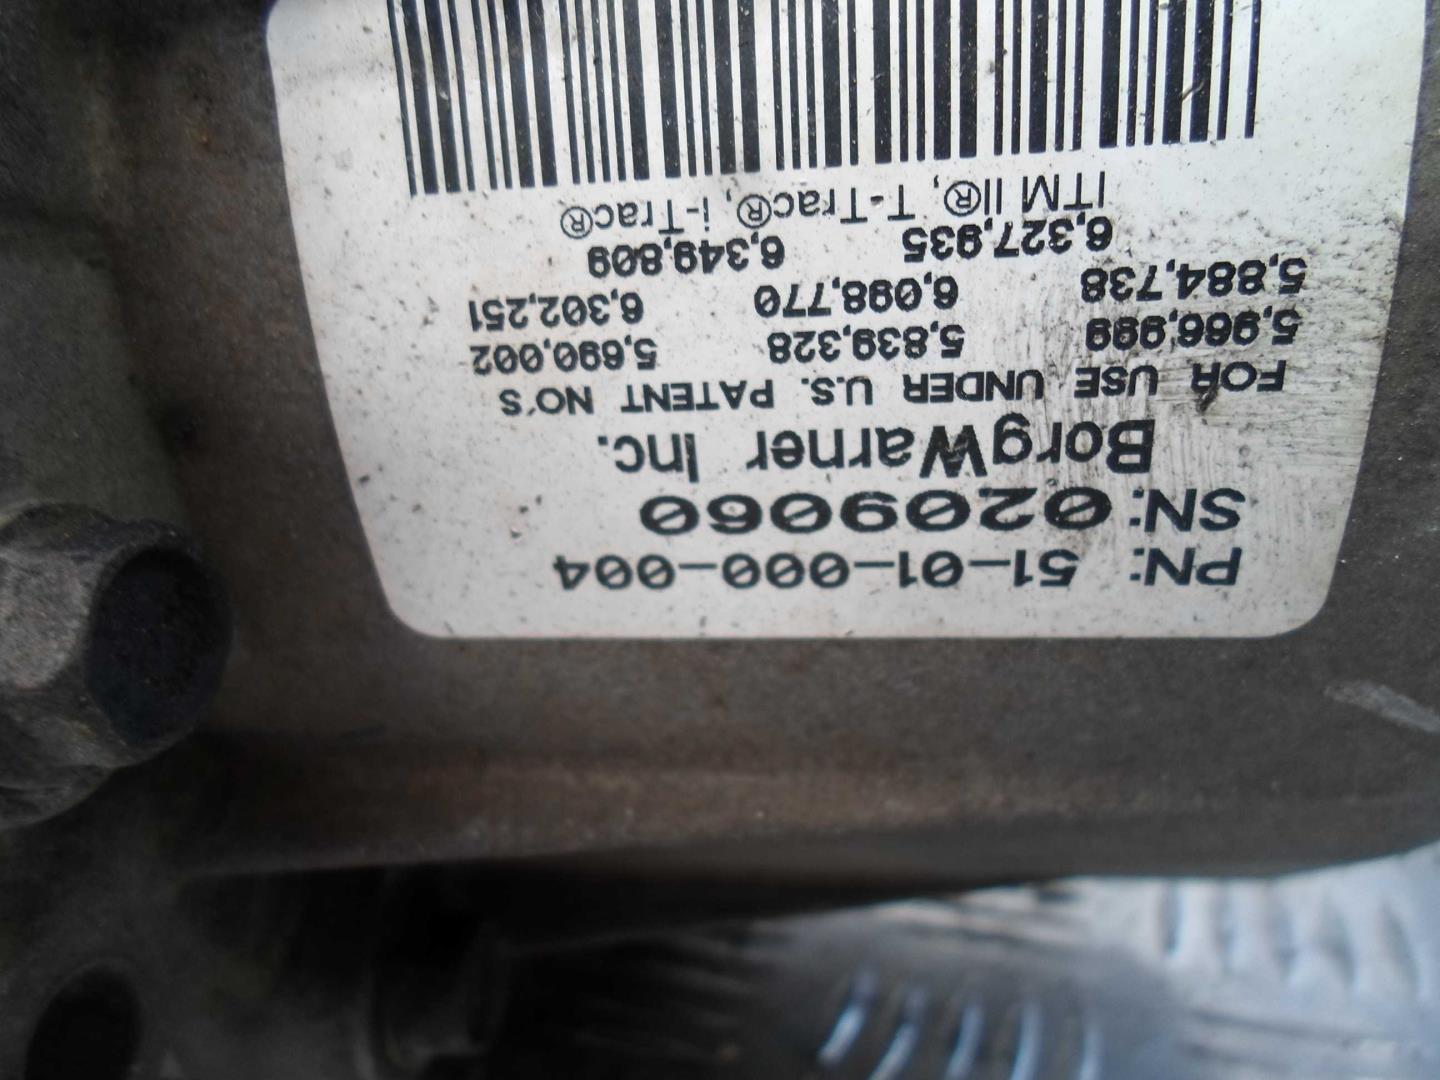 PN: 51-01-000-004
SN: 0209060
BorgWarner Inc.
FOR USE UNDER U.S. PATENT NO'S
5,966,999 5,839,328 5,690,002
5,884,738 6,098,770 6,302,251
6,327,935 6,349,809
ITM II®, T-Trac®, i-Trac®